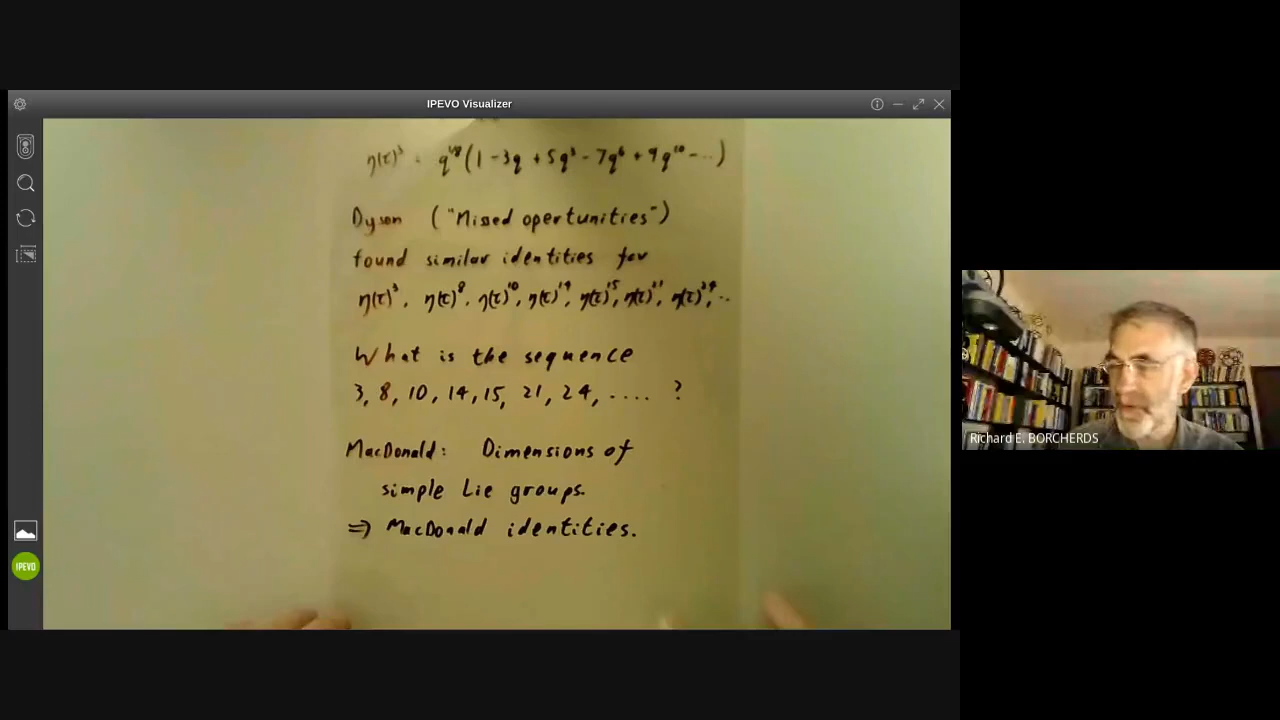 IPEVO Visualizer
η(τ)³ = q^{1/8}(1 - 3q + 5q³ - 7q⁶ + 9q¹⁰ - ...)
Dyson ("Missed opertunities")
found similar identities for
η(τ)³, η(τ)⁸, η(τ)¹⁰, η(τ)¹⁴, η(τ)¹⁵, η(τ)²¹, η(τ)²⁴, ..
What is the sequence
3, 8, 10, 14, 15, 21, 24, .... ?
MacDonald: Dimensions of
simple Lie groups.
⇒ MacDonald identities.
IPEVO
Richard E. BORCHERDS